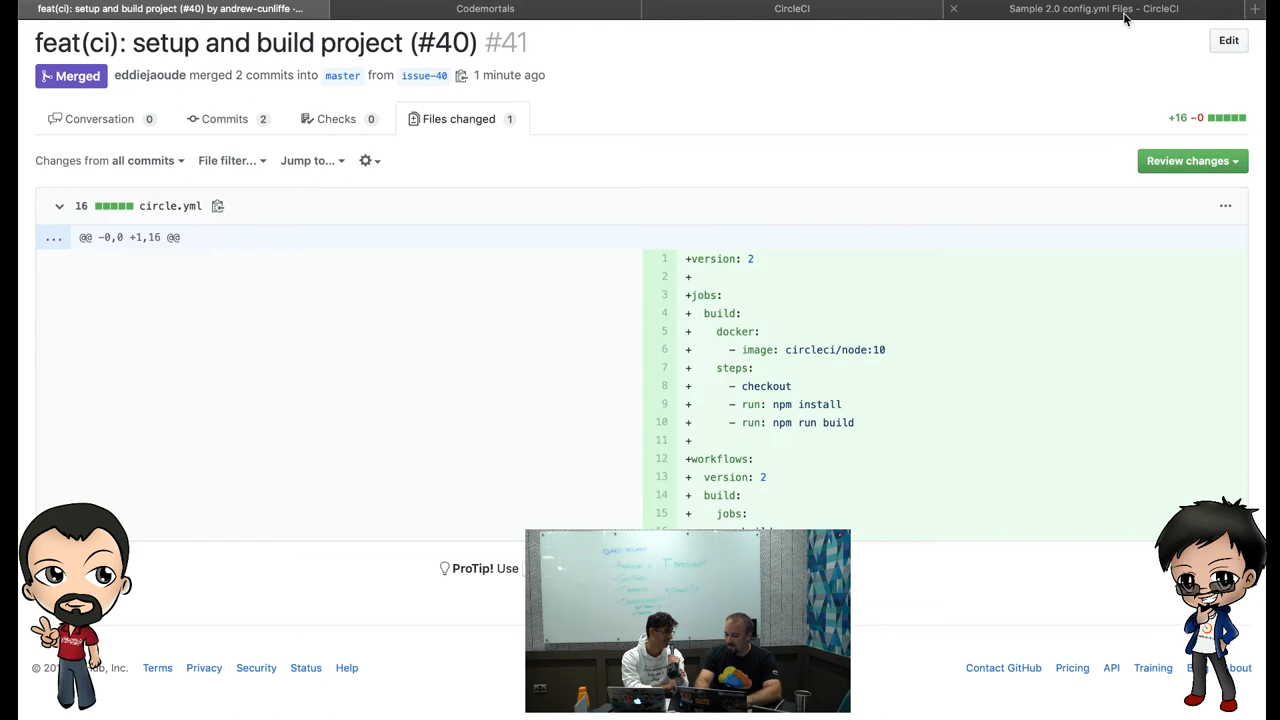 feat(ci): setup and build project (#40) by andrew-cunliffe ·...
Codemortals
CircleCI
Sample 2.0 config.yml Files - CircleCI
feat(ci): setup and build project (#40) #41
Edit
Merged
eddiejaoude merged 2 commits into master from issue-40 1 minute ago
Conversation 0
Commits 2
Checks 0
Files changed 1
+16 −0
Changes from all commits
File filter...
Jump to...
Review changes
16 circle.yml
...
@@ -0,0 +1,16 @@
1 +version: 2
2 +
3 +jobs:
4 + build:
5 + docker:
6 + - image: circleci/node:10
7 + steps:
8 + - checkout
9 + - run: npm install
10 + - run: npm run build
11 +
12 +workflows:
13 + version: 2
14 + build:
15 + jobs:
ProTip! Use
Inc.
Terms
Privacy
Security
Status
Help
Contact GitHub
Pricing
API
Training